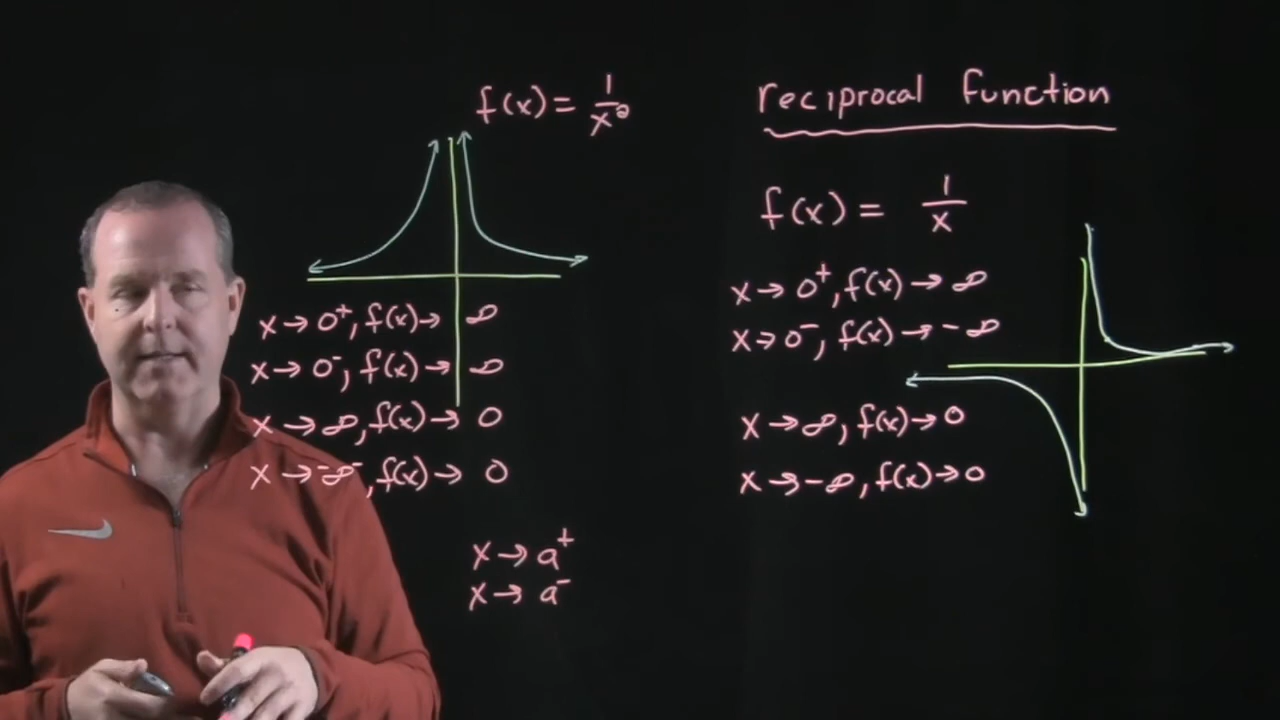 f(x) = 1/x²
x → 0⁺, f(x) → ∞
x → 0⁻, f(x) → ∞
x → ∞, f(x) → 0
x → -∞⁻, f(x) → 0
x → a⁺
x → a⁻
reciprocal function
f(x) = 1/x
x → 0⁺, f(x) → ∞
x → 0⁻, f(x) → -∞
x → ∞, f(x) → 0
x → -∞, f(x) → 0